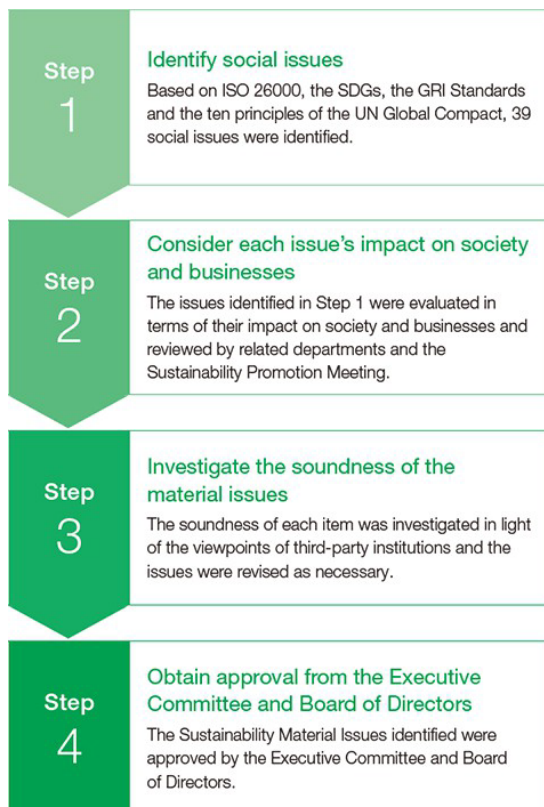 Step
1
Identify social issues
Based on ISO 26000, the SDGs, the GRI Standards
and the ten principles of the UN Global Compact, 39
social issues were identified.
Step
2
Consider each issue's impact on society
and businesses
The issues identified in Step 1 were evaluated in
terms of their impact on society and businesses and
reviewed by related departments and the
Sustainability Promotion Meeting.
Step
3
Investigate the soundness of the
material issues
The soundness of each item was investigated in light
of the viewpoints of third-party institutions and the
issues were revised as necessary.
Step
4
Obtain approval from the Executive
Committee and Board of Directors
The Sustainability Material Issues identified were
approved by the Executive Committee and Board
of Directors.